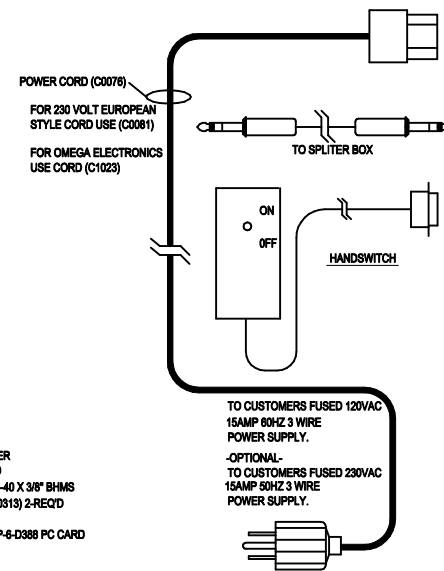 POWER CORD (C0076)
FOR 230 VOLT EUROPEAN
STYLE CORD USE (C0081)
FOR OMEGA ELECTRONICS
USE CORD (C1023)
TO SPLITER BOX
ON
OFF
HANDSWITCH
TO CUSTOMERS FUSED 120VAC
15AMP 60HZ 3 WIRE
POWER SUPPLY.
-OPTIONAL-
TO CUSTOMERS FUSED 230VAC
15AMP 50HZ 3 WIRE
POWER SUPPLY.
ER
-40 X 3/8" BHMS
0313) 2-REQ'D
P-6-D388 PC CARD